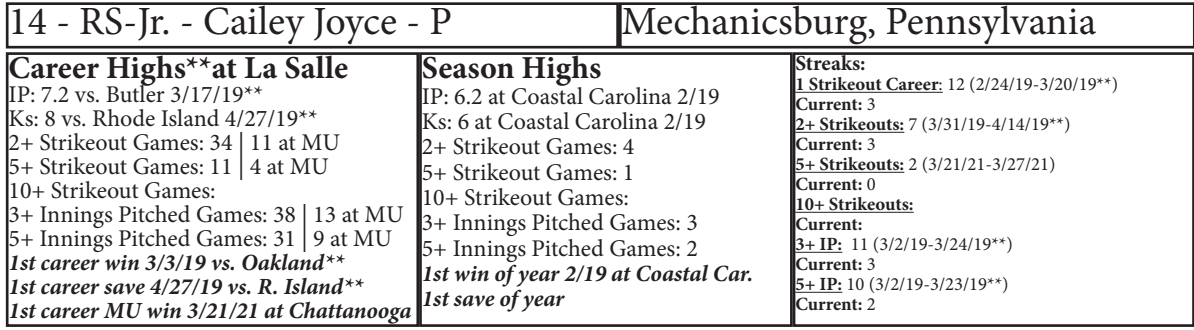 14 - RS-Jr. - Cailey Joyce - P
Mechanicsburg, Pennsylvania
Career Highs**at La Salle
IP: 7.2 vs. Butler 3/17/19**
Ks: 8 vs. Rhode Island 4/27/19**
2+ Strikeout Games: 34 | 11 at MU
5+ Strikeout Games: 11 | 4 at MU
10+ Strikeout Games:
3+ Innings Pitched Games: 38 | 13 at MU
5+ Innings Pitched Games: 31 | 9 at MU
1st career win 3/3/19 vs. Oakland**
1st career save 4/27/19 vs. R. Island**
1st career MU win 3/21/21 at Chattanooga
Season Highs
IP: 6.2 at Coastal Carolina 2/19
Ks: 6 at Coastal Carolina 2/19
2+ Strikeout Games: 4
5+ Strikeout Games: 1
10+ Strikeout Games:
3+ Innings Pitched Games: 3
5+ Innings Pitched Games: 2
1st win of year 2/19 at Coastal Car.
1st save of year
Streaks:
1 Strikeout Career: 12 (2/24/19-3/20/19**)
Current: 3
2+ Strikeouts: 7 (3/31/19-4/14/19**)
Current: 3
5+ Strikeouts: 2 (3/21/21-3/27/21)
Current: 0
10+ Strikeouts:
Current:
3+ IP: 11 (3/2/19-3/24/19**)
Current: 3
5+ IP: 10 (3/2/19-3/23/19**)
Current: 2